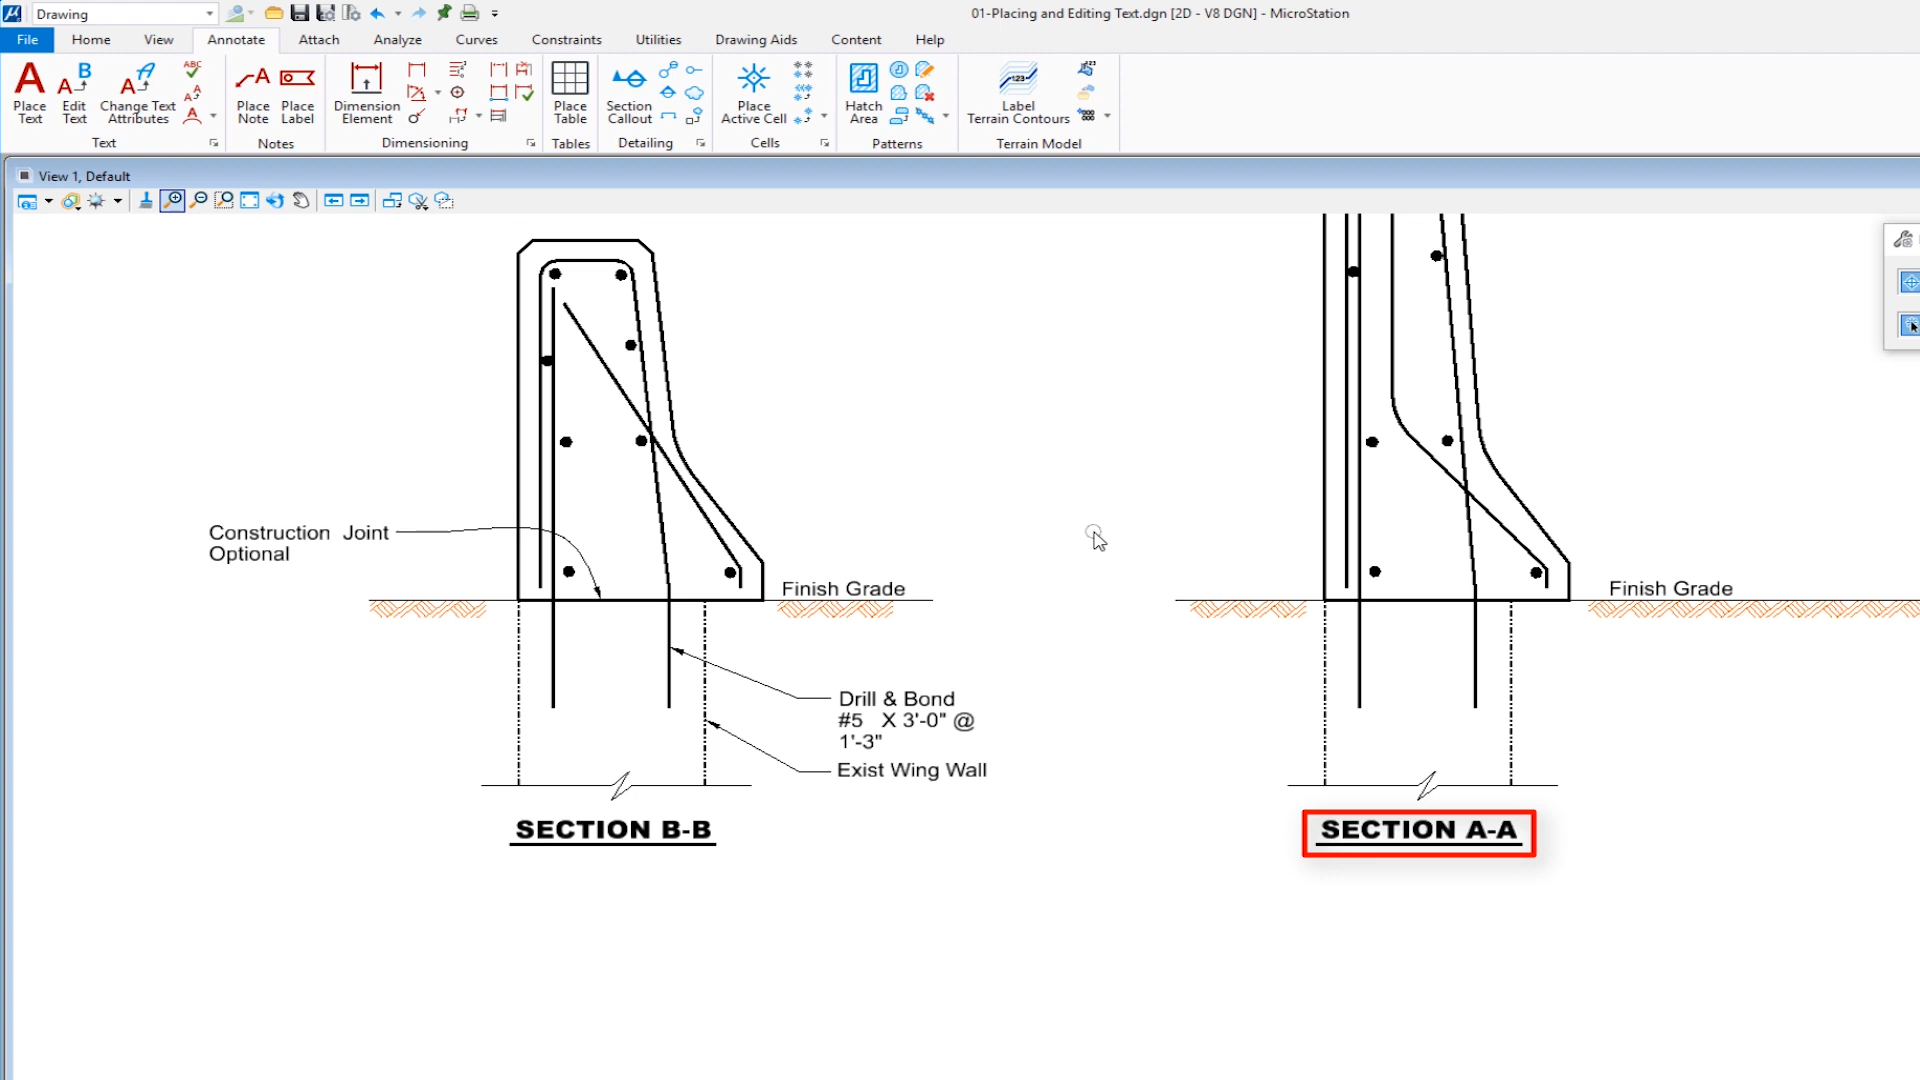 Drawing
01-Placing and Editing Text.dgn [2D - V8 DGN] - MicroStation
File Home View Annotate Attach Analyze Curves Constraints Utilities Drawing Aids Content Help
Place Text
Edit Text
Change Text Attributes
ABC
Text
Place Note
Place Label
Notes
Dimension Element
Dimensioning
Place Table
Tables
Section Callout
Detailing
Place Active Cell
Cells
Hatch Area
Patterns
Label Terrain Contours
Terrain Model
View 1, Default
Construction Joint
Optional
Finish Grade
Finish Grade
Drill & Bond
#5 X 3'-0" @
1'-3"
Exist Wing Wall
SECTION B-B
SECTION A-A